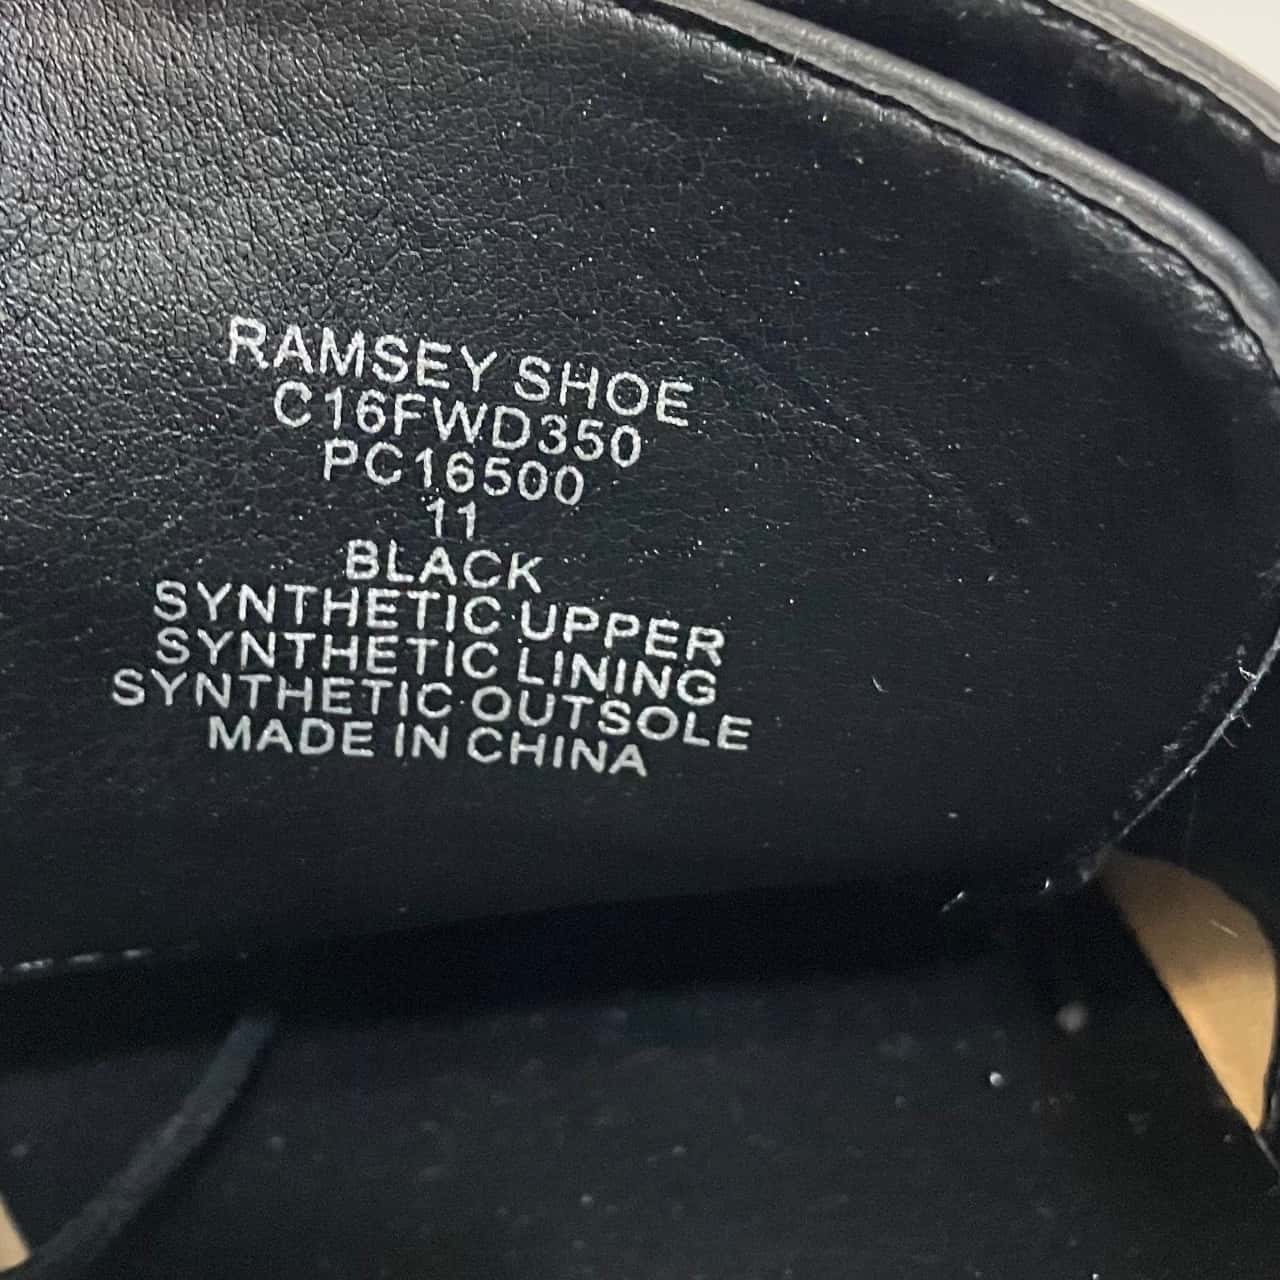 RAMSEY SHOE
C16FWD350
PC16500
11
BLACK
SYNTHETIC UPPER
SYNTHETIC LINING
SYNTHETIC OUTSOLE
MADE IN CHINA